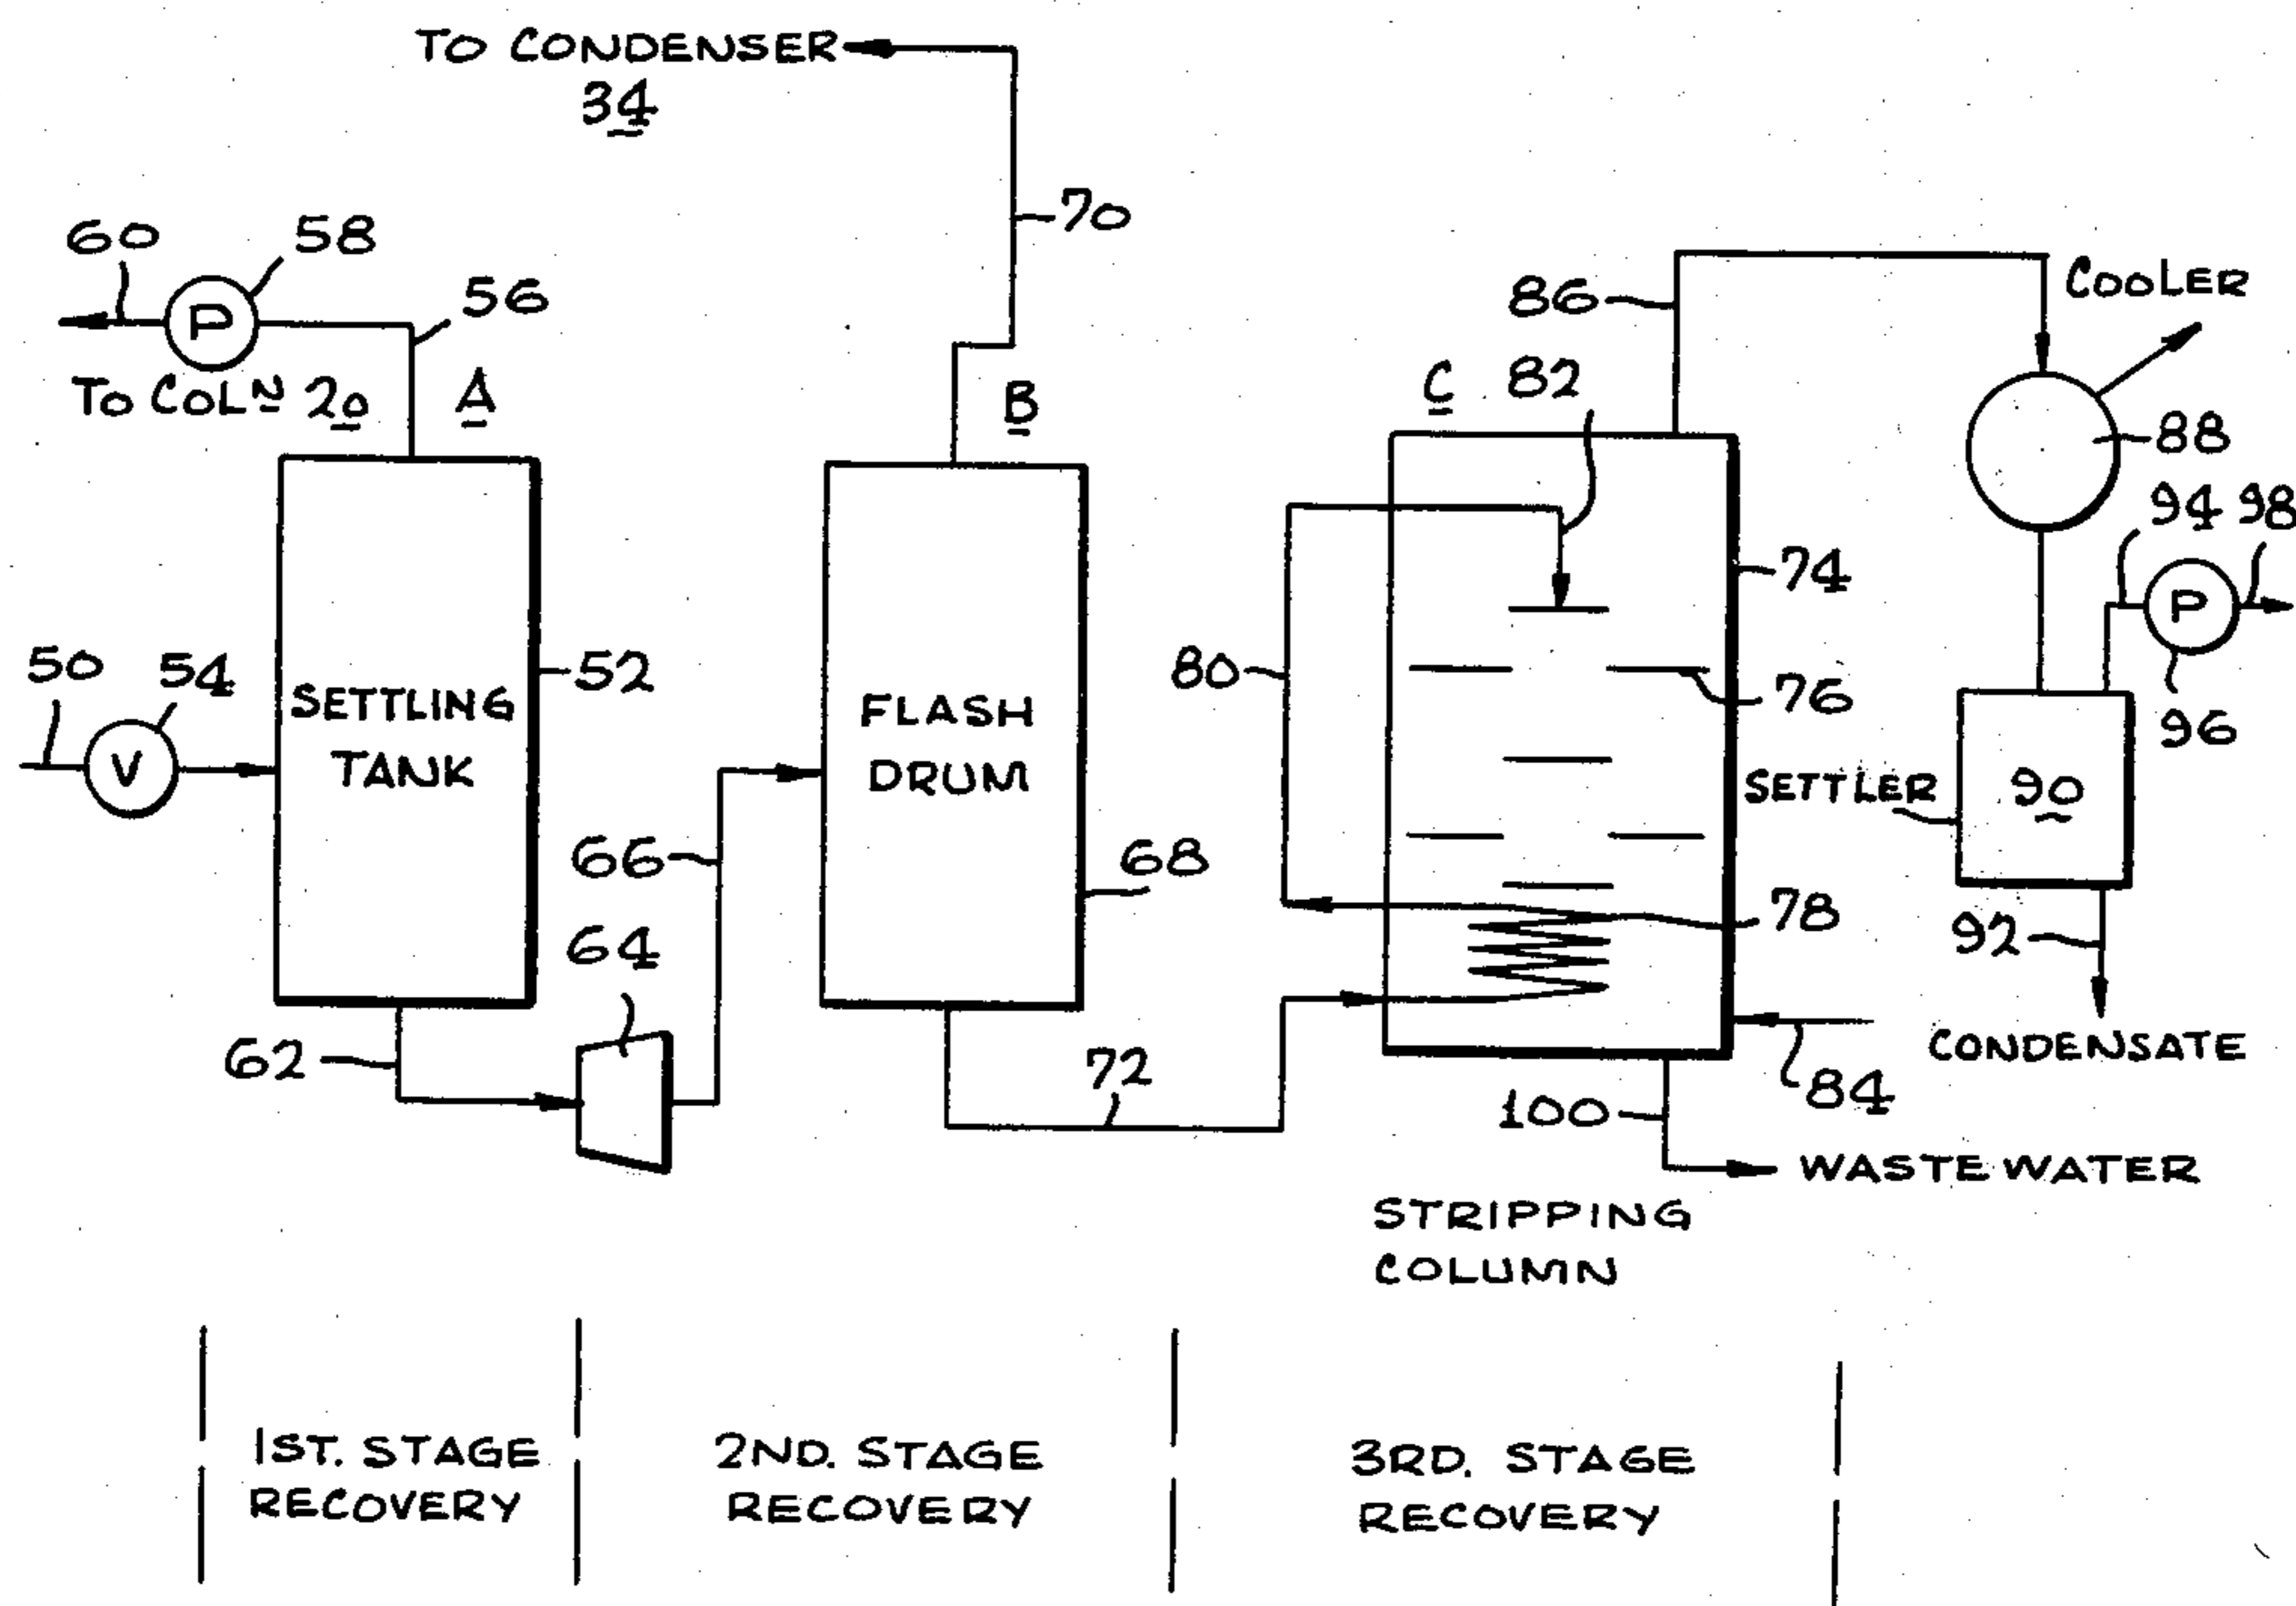 TO CONDENSER
34
70
60
58
56
TO COLN 20
A
B
C
82
86
COOLER
88
94
98
P
P
96
50
54
V
52
SETTLING
TANK
FLASH
DRUM
80
74
76
SETTLER
90
66
68
64
78
92
62
72
100
84
CONDENSATE
WASTE WATER
STRIPPING
COLUMN
1ST. STAGE
RECOVERY
2ND. STAGE
RECOVERY
3RD. STAGE
RECOVERY